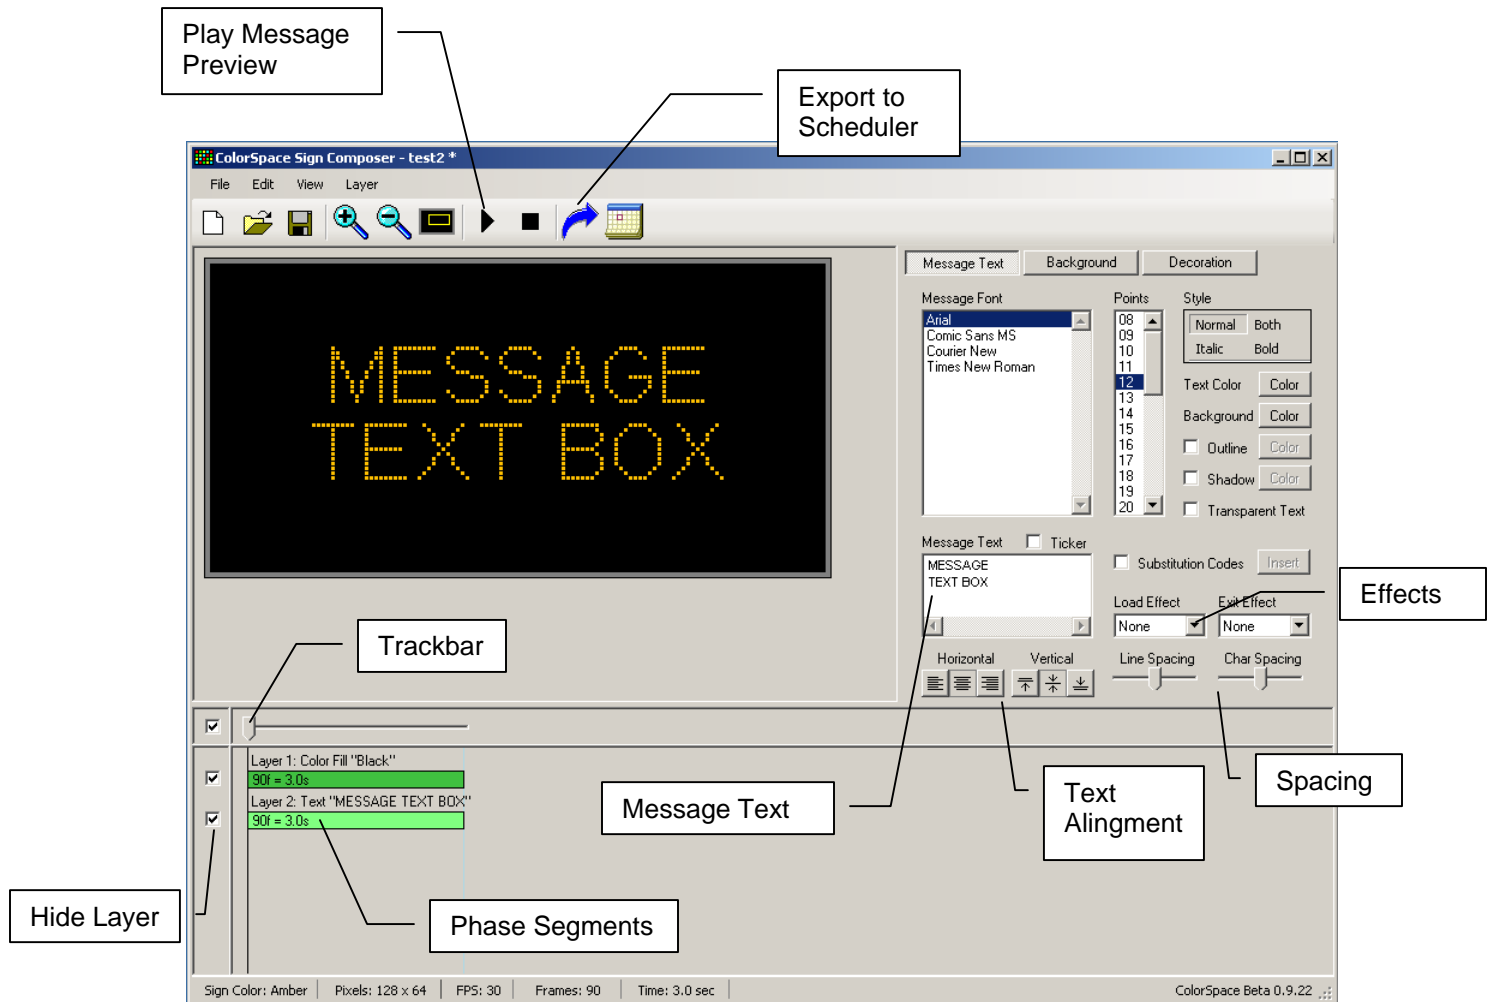 Play Message
Preview
Export to
Scheduler
ColorSpace Sign Composer - test2 *
File Edit View Layer
Message Text Background Decoration
Message Font Points Style
Arial
Comic Sans MS
Courier New
Times New Roman
08
09
10
11
12
13
14
15
16
17
18
19
20
Normal Both
Italic Bold
Text Color Color
Background Color
Outline Color
Shadow Color
Transparent Text
MESSAGE
TEXT BOX
Message Text Ticker
MESSAGE
TEXT BOX
Substitution Codes Insert
Load Effect Exit Effect
None None
Effects
Horizontal Vertical Line Spacing Char Spacing
Trackbar
Layer 1: Color Fill "Black"
90f = 3.0s
Layer 2: Text "MESSAGE TEXT BOX"
90f = 3.0s
Message Text
Text
Alingment
Spacing
Hide Layer
Phase Segments
Sign Color: Amber Pixels: 128 x 64 FPS: 30 Frames: 90 Time: 3.0 sec ColorSpace Beta 0.9.22